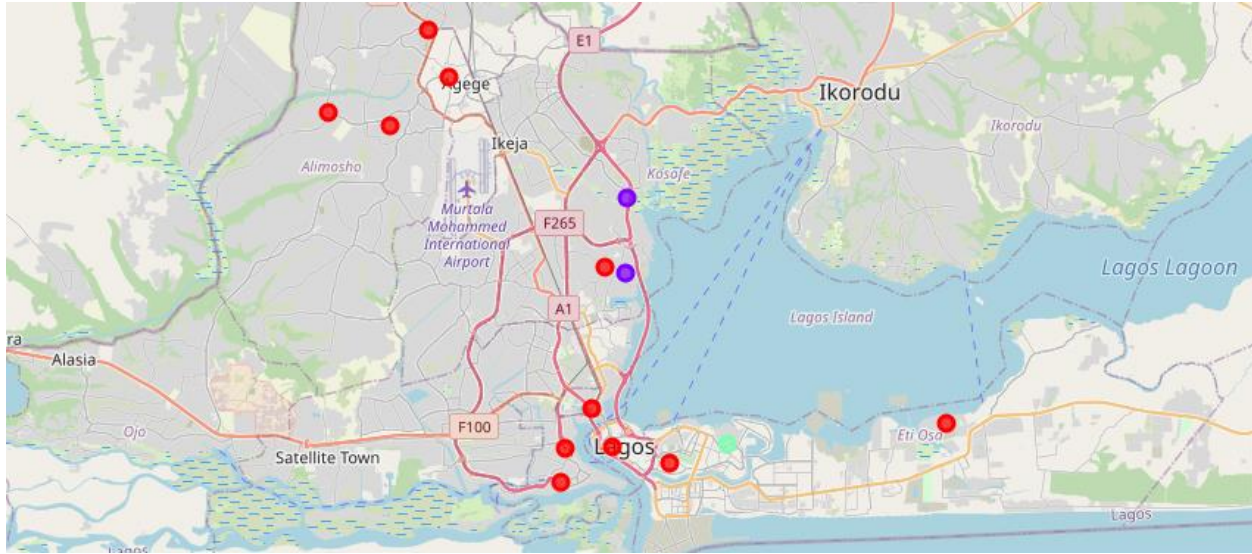 E1
Agege
Ikorodu
Ikorodu
Ikeja
Alimosho
Kosofe
Murtala
Mohammed
International
Airport
F265
Lagos Lagoon
A1
Lagos Island
ra
Alasia
Ojo
F100
Satellite Town
Lagos
Eti Osa
Lagos
Lagos